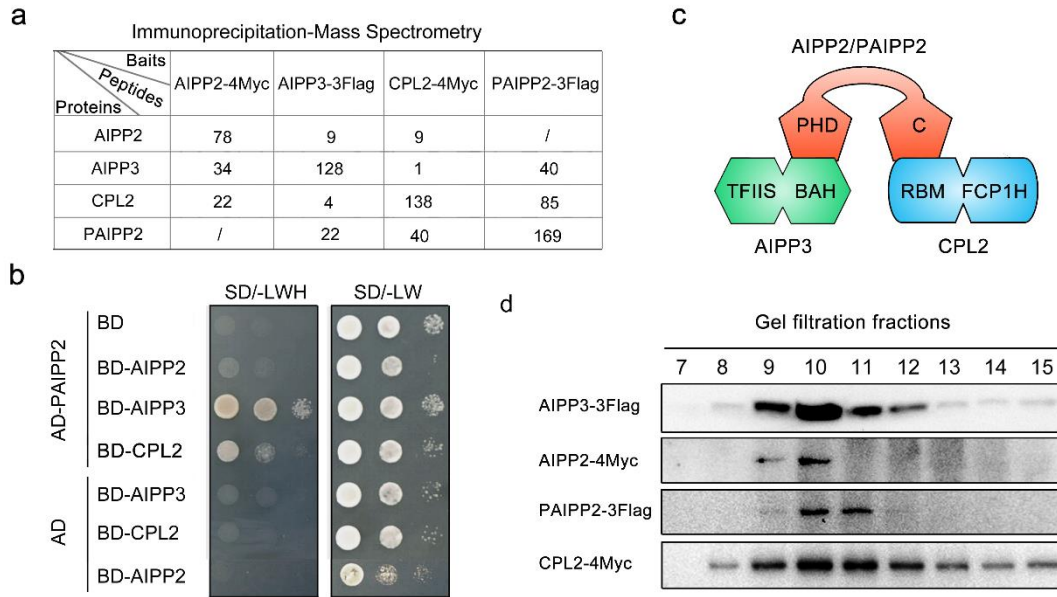 a
Immunoprecipitation-Mass Spectrometry
Baits
Peptides
Proteins
AIPP2-4Myc AIPP3-3Flag CPL2-4Myc PAIPP2-3Flag
AIPP2 78 9 9 /
AIPP3 34 128 1 40
CPL2 22 4 138 85
PAIPP2 / 22 40 169
b
SD/-LWH SD/-LW
AD-PAIPP2
BD
BD-AIPP2
BD-AIPP3
BD-CPL2
AD
BD-AIPP3
BD-CPL2
BD-AIPP2
c
AIPP2/PAIPP2
PHD C
TFIIS BAH RBM FCP1H
AIPP3 CPL2
d
Gel filtration fractions
7 8 9 10 11 12 13 14 15
AIPP3-3Flag
AIPP2-4Myc
PAIPP2-3Flag
CPL2-4Myc